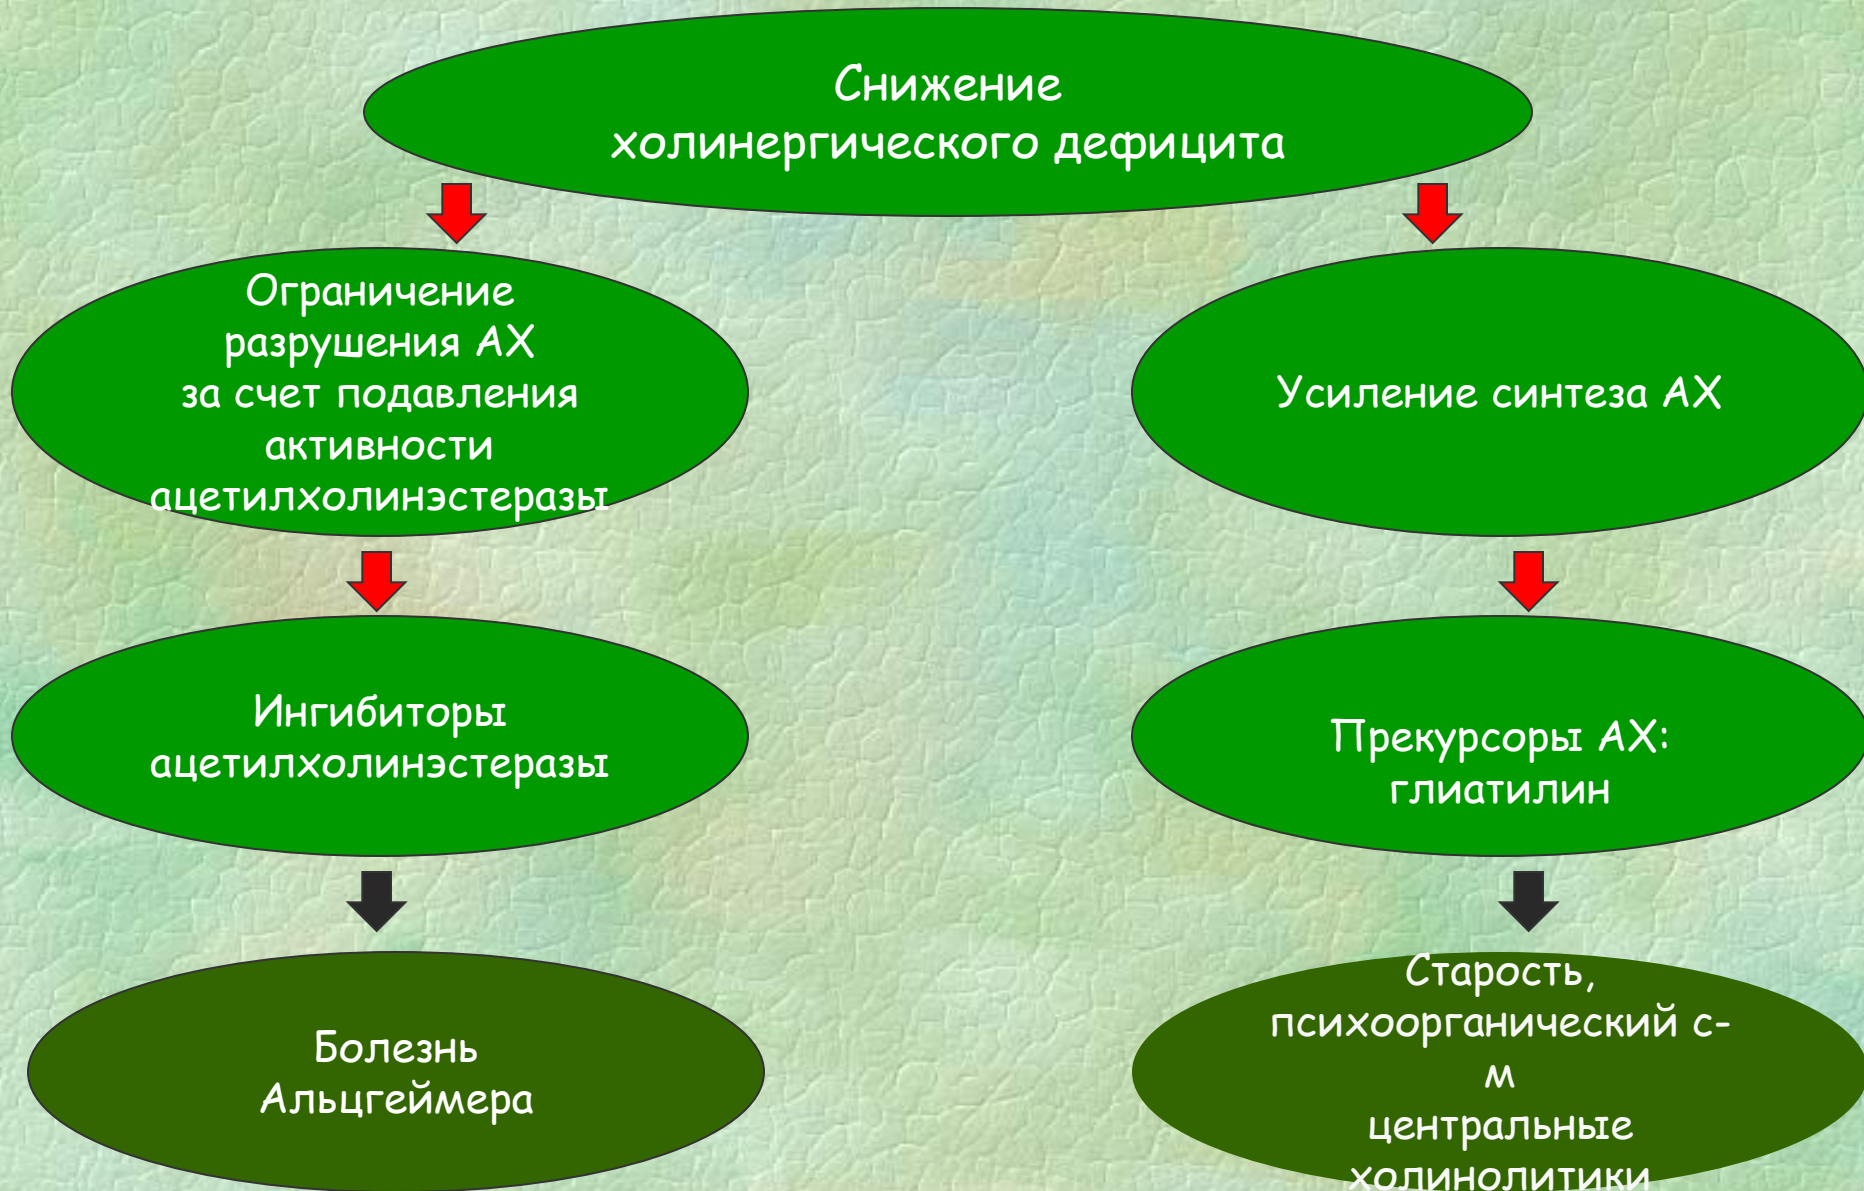 Снижение
холинергического дефицита
Ограничение
разрушения АХ
за счет подавления
активности
ацетилхолинэстеразы
Усиление синтеза АХ
Ингибиторы
ацетилхолинэстеразы
Прекурсоры АХ:
глиатилин
Болезнь
Альцгеймера
Старость,
психоорганический с-
м
центральные
холинолитики